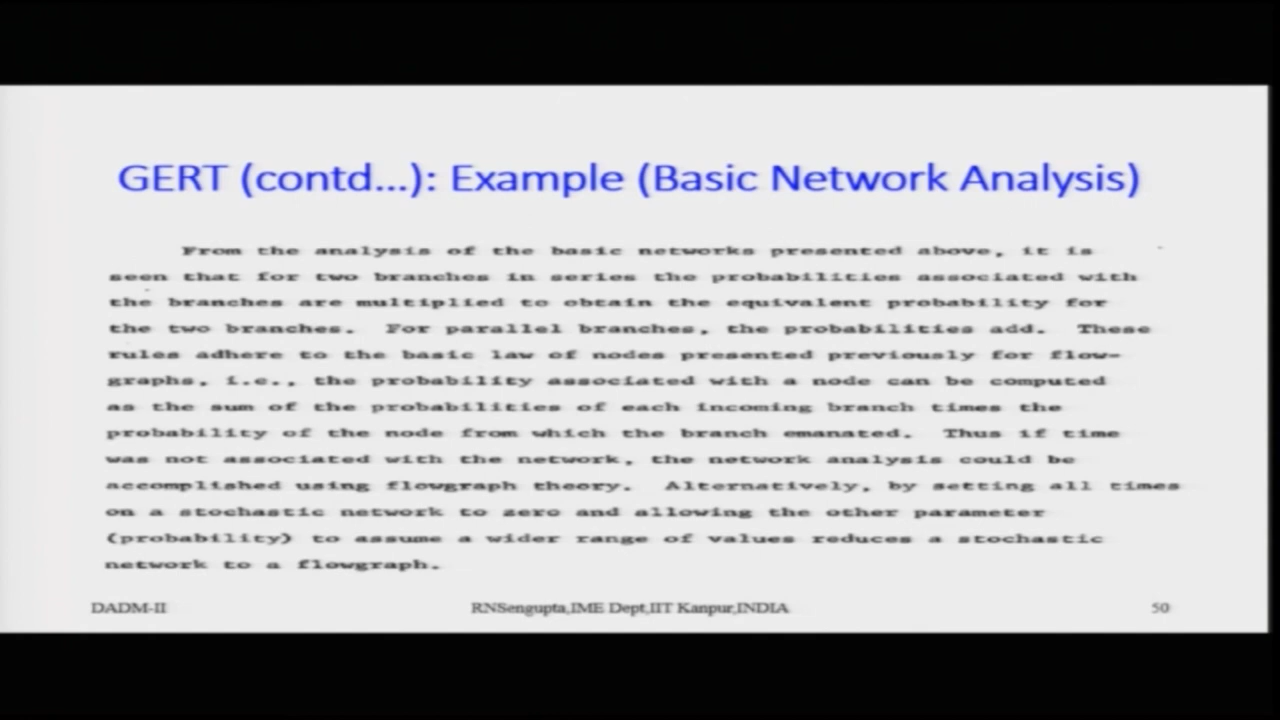 GERT (contd...): Example (Basic Network Analysis)
From the analysis of the basic networks presented above, it is
seen that for two branches in series the probabilities associated with
the branches are multiplied to obtain the equivalent probability for
the two branches. For parallel branches, the probabilities add. These
rules adhere to the basic law of nodes presented previously for flow-
graphs, i.e., the probability associated with a node can be computed
as the sum of the probabilities of each incoming branch times the
probability of the node from which the branch emanated. Thus if time
was not associated with the network, the network analysis could be
accomplished using flowgraph theory. Alternatively, by setting all times
on a stochastic network to zero and allowing the other parameter
(probability) to assume a wider range of values reduces a stochastic
network to a flowgraph.
DADM-II RNSengupta,IME Dept,IIT Kanpur,INDIA 50